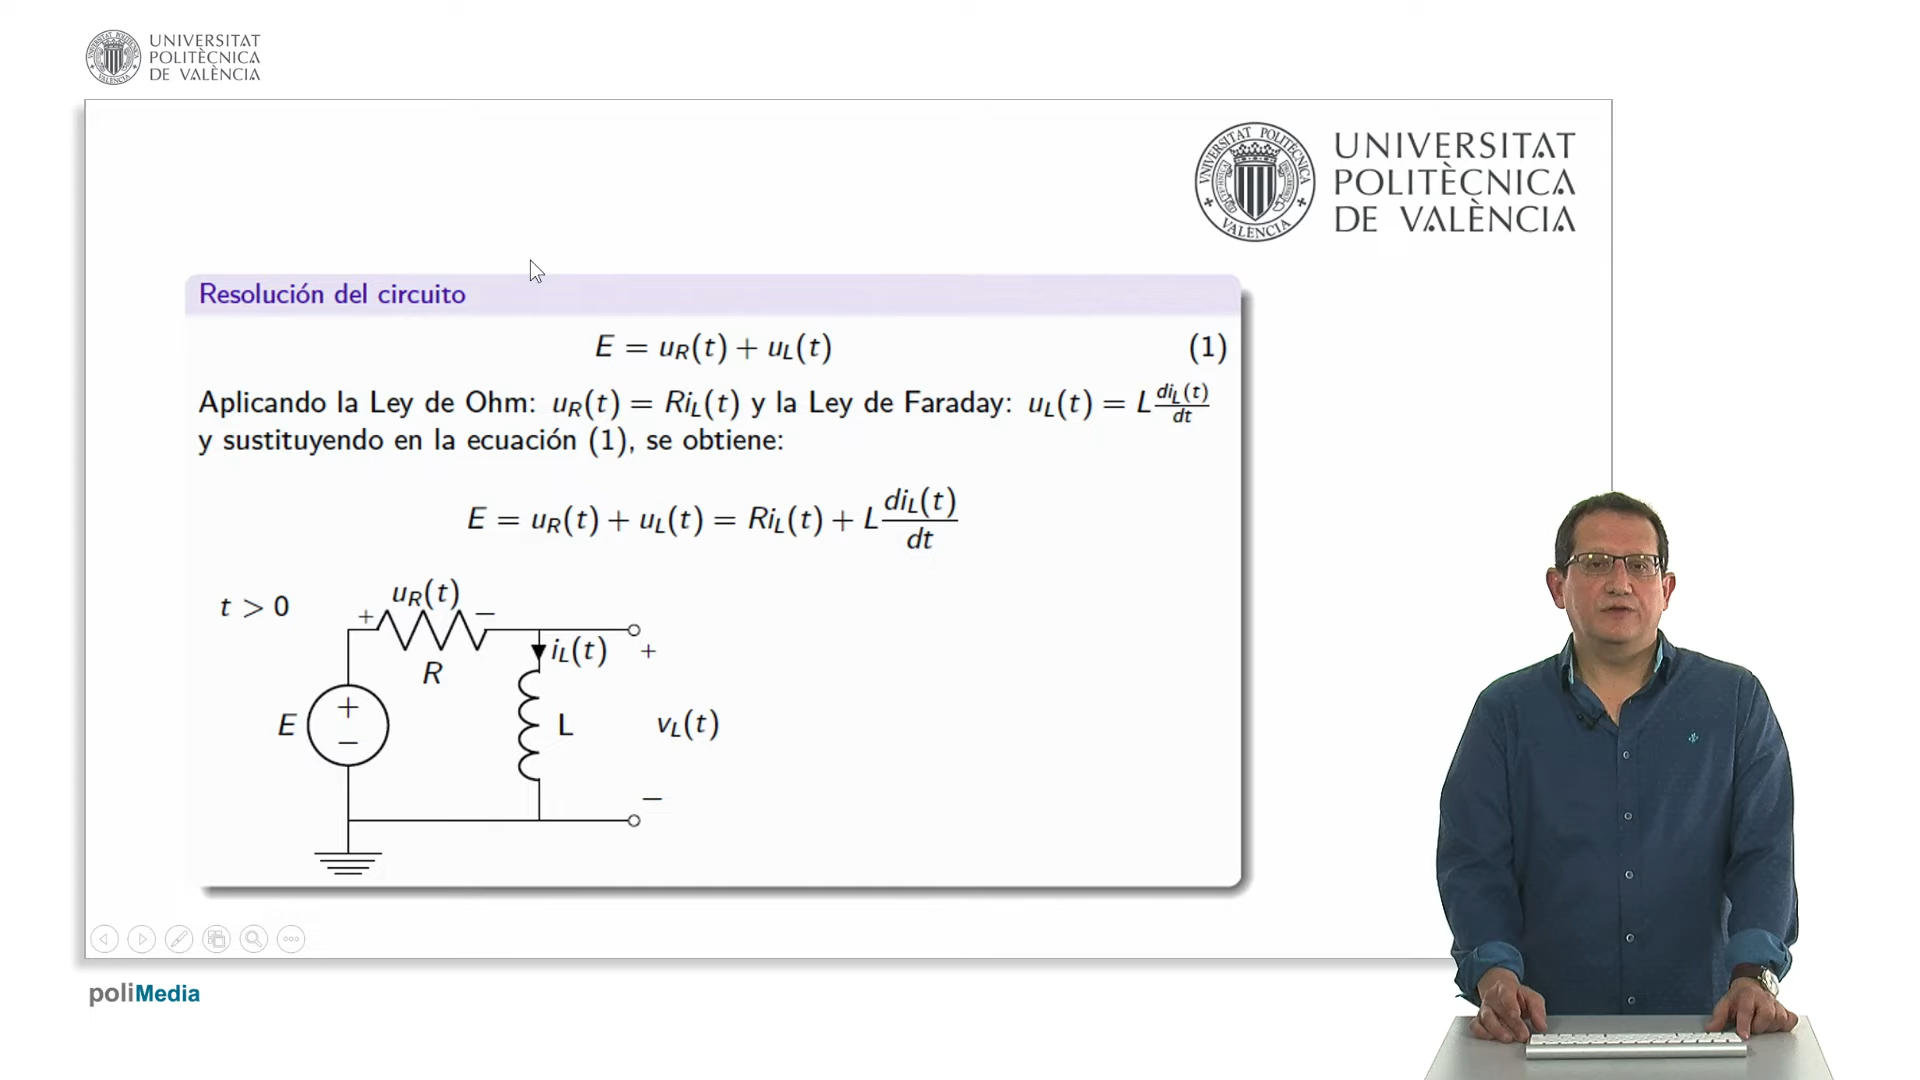 UNIVERSITAT
POLITÈCNICA
DE VALÈNCIA
UNIVERSITAT
POLITÈCNICA
DE VALÈNCIA
Resolución del circuito
E = u_R(t) + u_L(t) (1)
Aplicando la Ley de Ohm: u_R(t) = Ri_L(t) y la Ley de Faraday: u_L(t) = L di_L(t)/dt
y sustituyendo en la ecuación (1), se obtiene:
E = u_R(t) + u_L(t) = Ri_L(t) + L di_L(t)/dt
t > 0
+ u_R(t) −
R
i_L(t) +
E + −
L
v_L(t)
−
poliMedia